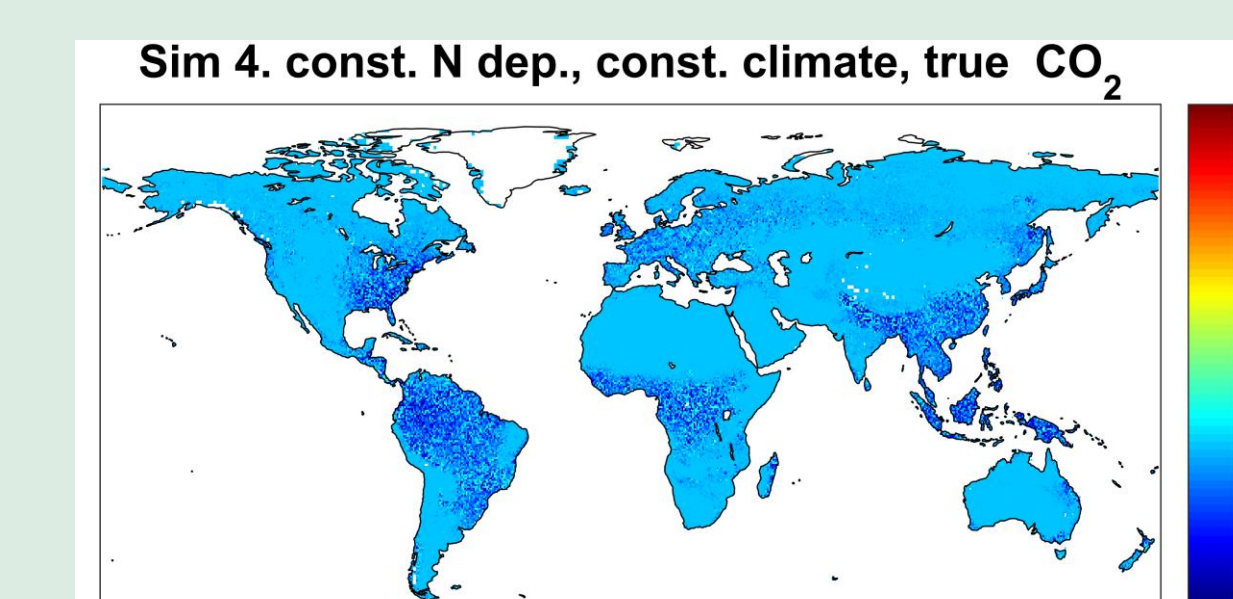 Sim 4. const. N dep., const. climate, true CO₂